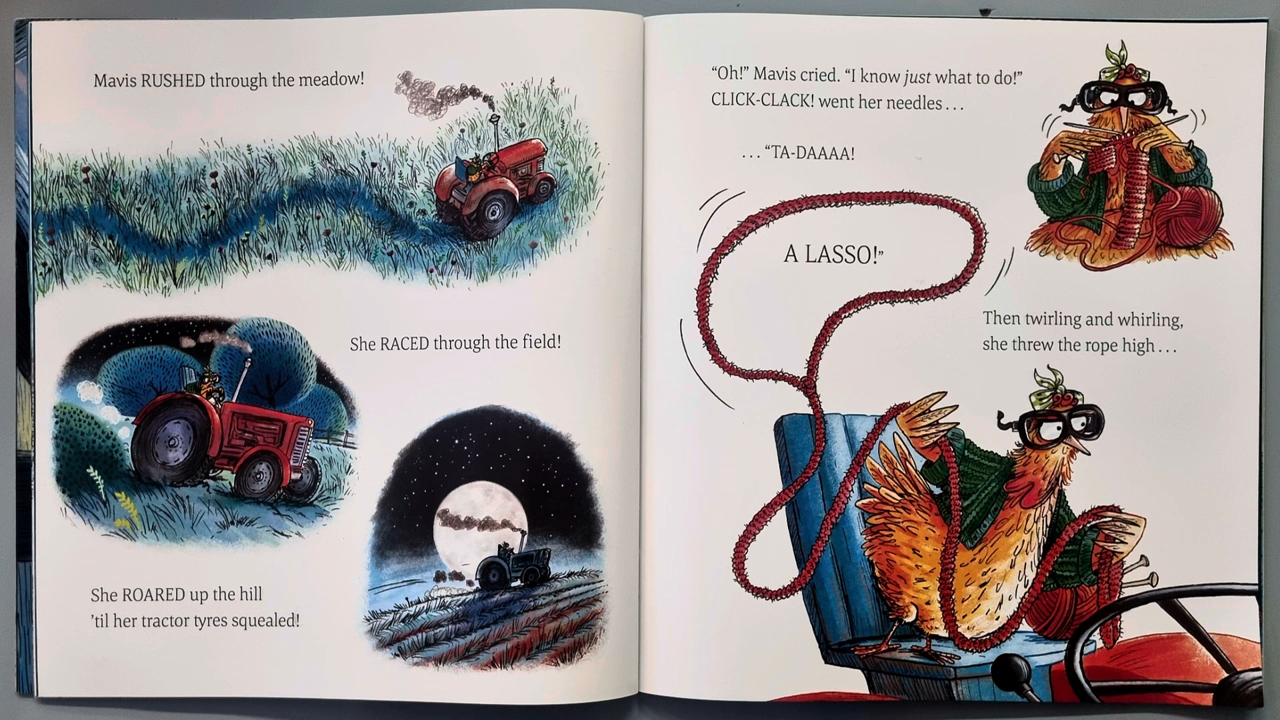 Mavis RUSHED through the meadow!
She RACED through the field!
She ROARED up the hill
’til her tractor tyres squealed!
“Oh!” Mavis cried. “I know just what to do!”
CLICK-CLACK! went her needles . . .
. . . “TA-DAAAA!
A LASSO!”
Then twirling and whirling,
she threw the rope high . . .